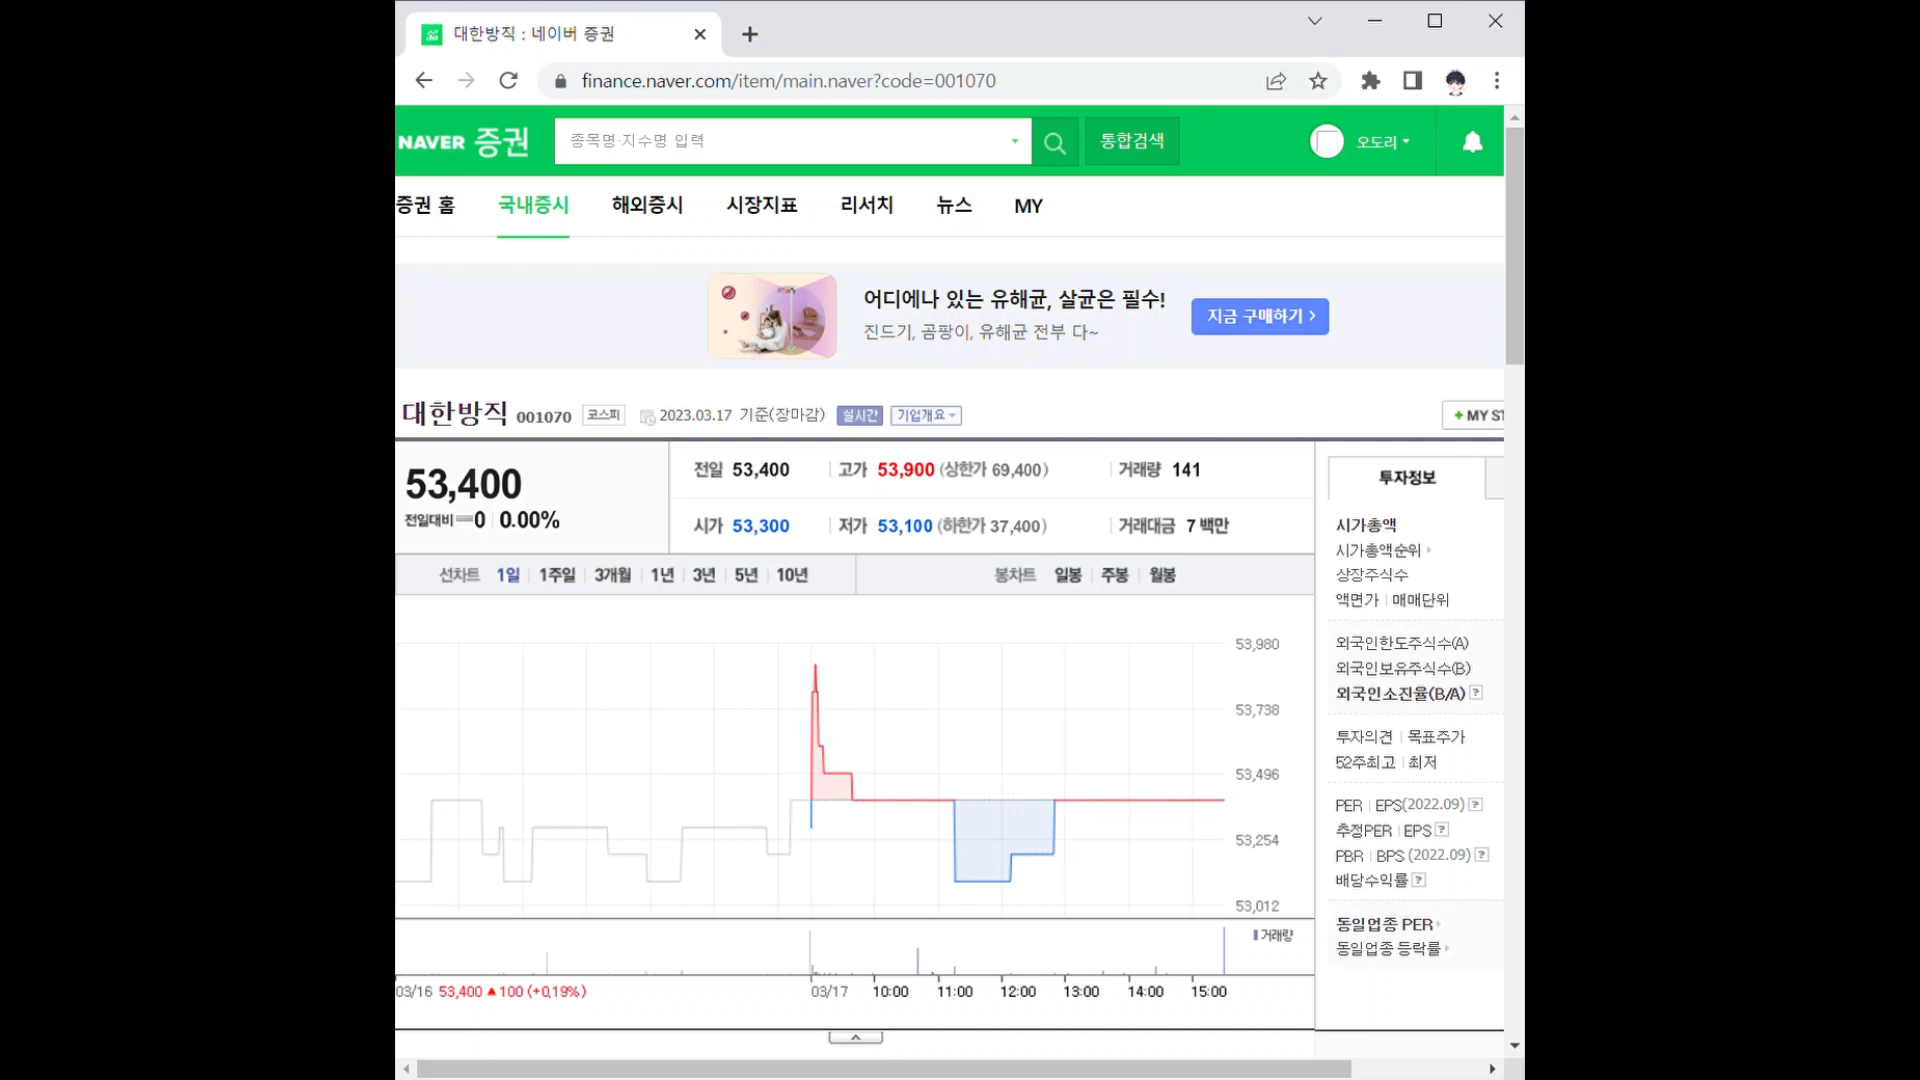 대한방직 : 네이버 증권
finance.naver.com/item/main.naver?code=001070
NAVER 증권
종목명·지수명 입력
통합검색
오도리
증권 홈 국내증시 해외증시 시장지표 리서치 뉴스 MY
어디에나 있는 유해균, 살균은 필수!
진드기, 곰팡이, 유해균 전부 다~
지금 구매하기 >
대한방직 001070 코스피 2023.03.17 기준(장마감) 실시간 기업개요
+ MY ST
53,400
전일대비 0 0.00%
전일 53,400 고가 53,900 (상한가 69,400) 거래량 141
시가 53,300 저가 53,100 (하한가 37,400) 거래대금 7 백만
선차트 1일 1주일 3개월 1년 3년 5년 10년 봉차트 일봉 주봉 월봉
53,980
53,738
53,496
53,254
53,012
거래량
03/16 53,400 ▲ 100 (+0.19%)
03/17 10:00 11:00 12:00 13:00 14:00 15:00
투자정보
시가총액
시가총액순위
상장주식수
액면가 | 매매단위
외국인한도주식수(A)
외국인보유주식수(B)
외국인소진율(B/A) ?
투자의견 | 목표주가
52주최고 | 최저
PER | EPS(2022.09) ?
추정PER | EPS ?
PBR | BPS (2022.09) ?
배당수익률 ?
동일업종 PER
동일업종 등락률